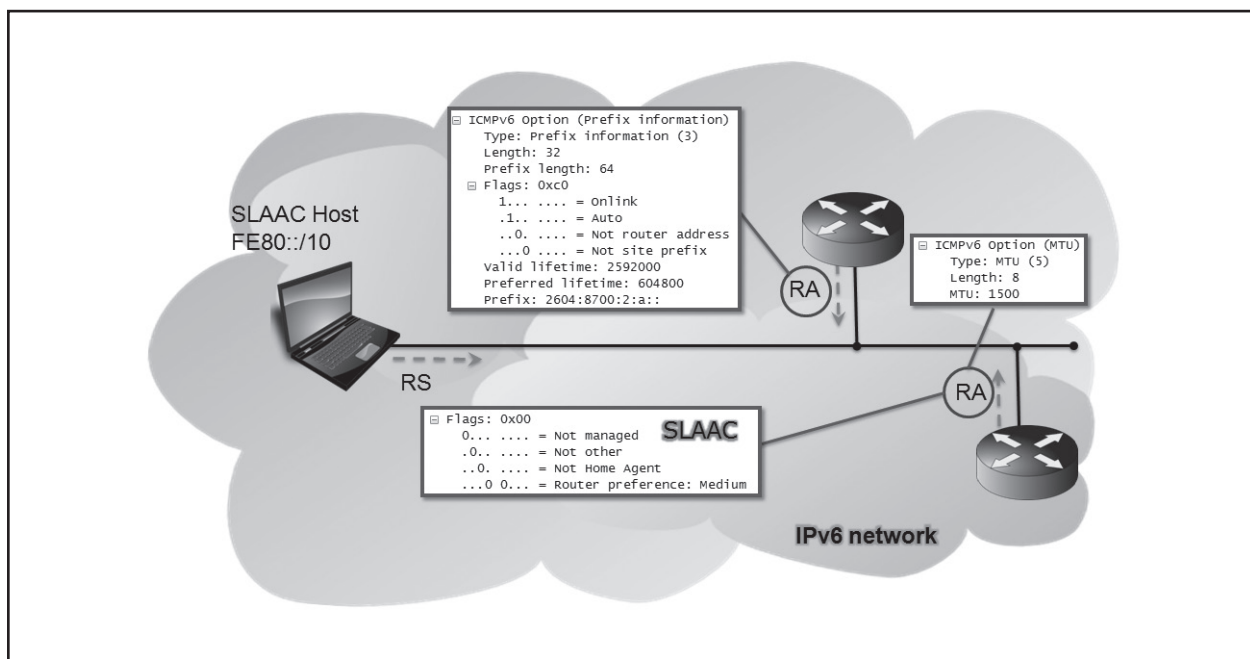 ICMPv6 Option (Prefix information)
Type: Prefix information (3)
Length: 32
Prefix length: 64
Flags: 0xc0
1... .... = Onlink
.1.. .... = Auto
..0. .... = Not router address
...0 .... = Not site prefix
Valid lifetime: 2592000
Preferred lifetime: 604800
Prefix: 2604:8700:2:a::
SLAAC Host
FE80::/10
RS
RA
ICMPv6 Option (MTU)
Type: MTU (5)
Length: 8
MTU: 1500
RA
Flags: 0x00
0... .... = Not managed
.0.. .... = Not other
..0. .... = Not Home Agent
...0 0... = Router preference: Medium
SLAAC
IPv6 network